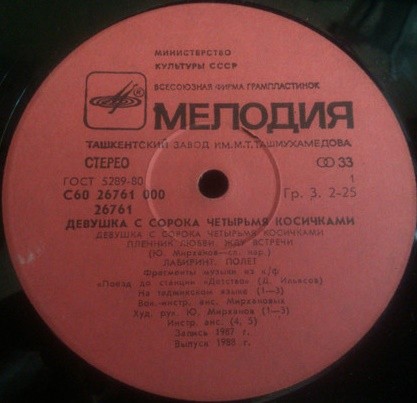 МИНИСТЕРСТВО
КУЛЬТУРЫ СССР
ВСЕСОЮЗНАЯ ФИРМА ГРАМПЛАСТИНОК
МЕЛОДИЯ
ТАШКЕНТСКИЙ ЗАВОД ИМ. М.Т. ТАШМУХАМЕДОВА
СТЕРЕО
33
ГОСТ 5289-80
1
С60 26761 000
Гр. 3. 2-25
26761
ДЕВУШКА С СОРОКА ЧЕТЫРЬМЯ КОСИЧКАМИ
ДЕВУШКА С СОРОКА ЧЕТЫРЬМЯ КОСИЧКАМИ
ПЛЕННИК ЛЮБВИ. ЖДУ ВСТРЕЧИ
(Ю. Мирханов—сл. нар.)
ЛАБИРИНТ. ПОЛЕТ
Фрагменты музыки из к/ф
«Поезд до станции «Детство» (Д. Ильясов)
На таджикском языке (1—3)
Вок.-инстр. анс. Мирхановых
Худ. рук. Ю. Мирханов (1—3)
Инстр. анс. (4, 5)
Запись 1987 г.
Выпуск 1988 г.